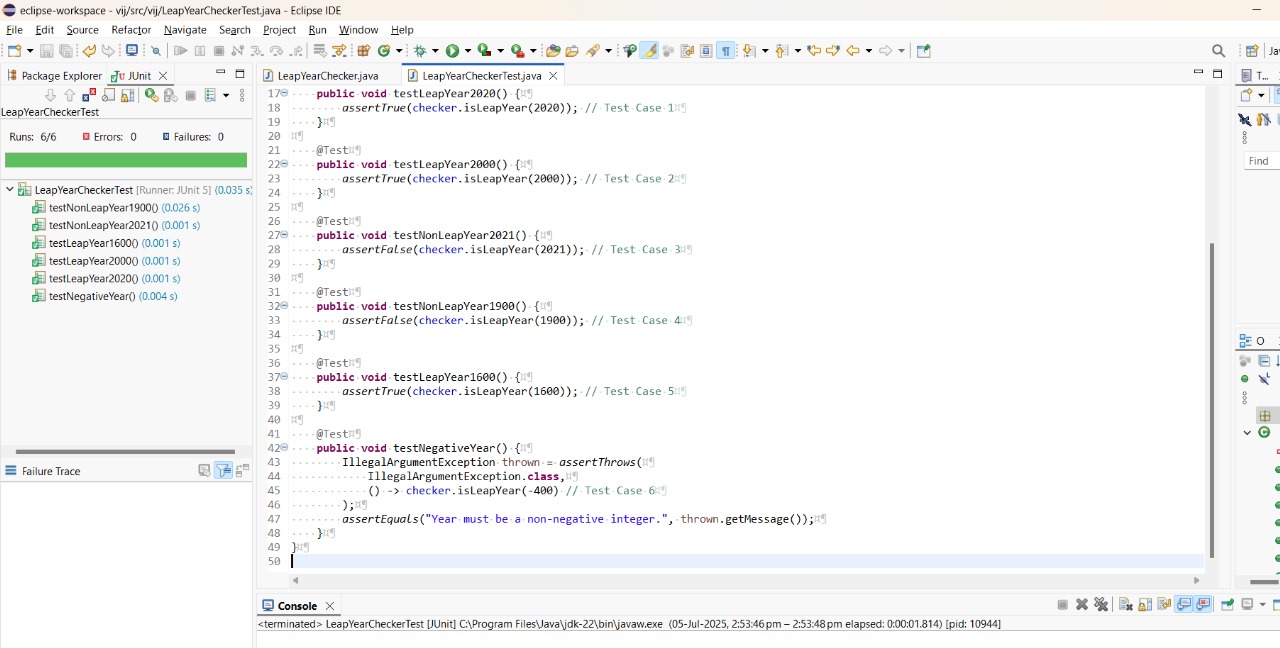 eclipse-workspace - vij/src/vij/LeapYearCheckerTest.java - Eclipse IDE
File Edit Source Refactor Navigate Search Project Run Window Help
Package Explorer JUnit
LeapYearCheckerTest
Runs: 6/6 Errors: 0 Failures: 0
LeapYearCheckerTest [Runner: JUnit 5] (0.035 s)
testNonLeapYear1900() (0.026 s)
testNonLeapYear2021() (0.001 s)
testLeapYear1600() (0.001 s)
testLeapYear2000() (0.001 s)
testLeapYear2020() (0.001 s)
testNegativeYear() (0.004 s)
Failure Trace
LeapYearChecker.java LeapYearCheckerTest.java
17 public void testLeapYear2020() {
18 assertTrue(checker.isLeapYear(2020)); // Test Case 1
19 }
20
21 @Test
22 public void testLeapYear2000() {
23 assertTrue(checker.isLeapYear(2000)); // Test Case 2
24 }
25
26 @Test
27 public void testNonLeapYear2021() {
28 assertFalse(checker.isLeapYear(2021)); // Test Case 3
29 }
30
31 @Test
32 public void testNonLeapYear1900() {
33 assertFalse(checker.isLeapYear(1900)); // Test Case 4
34 }
35
36 @Test
37 public void testLeapYear1600() {
38 assertTrue(checker.isLeapYear(1600)); // Test Case 5
39 }
40
41 @Test
42 public void testNegativeYear() {
43 IllegalArgumentException thrown = assertThrows(
44 IllegalArgumentException.class,
45 () -> checker.isLeapYear(-400) // Test Case 6
46 );
47 assertEquals("Year must be a non-negative integer.", thrown.getMessage());
48 }
49 }
50
Console
<terminated> LeapYearCheckerTest [JUnit] C:\Program Files\Java\jdk-22\bin\javaw.exe (05-Jul-2025, 2:53:46 pm – 2:53:48 pm elapsed: 0:00:01.814) [pid: 10944]
Ja
T...
Find
O